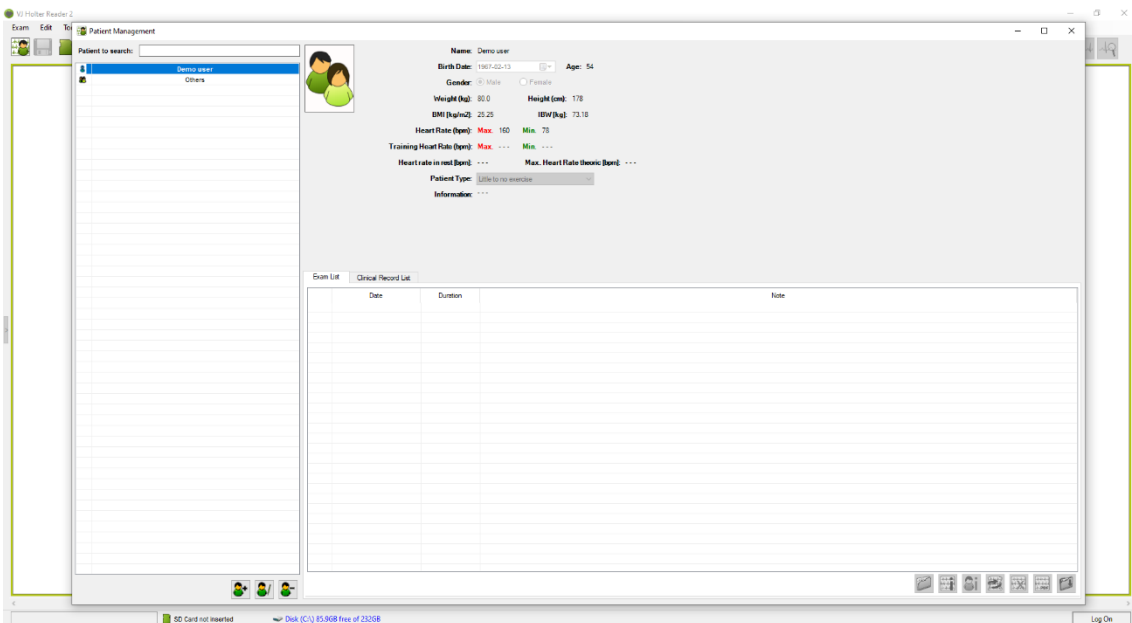 VJ Holter Reader 2
Exam Edit To
Patient Management
Patient to search:
Demo user
Others
Name: Demo user
Birth Date: 1967-02-13 Age: 54
Gender: Male Female
Weight (kg): 80.0 Height (cm): 178
BMI [kg/m2]: 25.25 IBW [kg]: 73.18
Heart Rate (bpm): Max. 160 Min. 78
Training Heart Rate (bpm): Max. --- Min. ---
Heart rate in rest [bpm]: --- Max. Heart Rate theoric [bpm]: ---
Patient Type: Little to no exercise
Information: ---
Exam List Clinical Record List
Date Duration Note
SD Card not inserted Disk (C:\) 85.9GB free of 232GB Log On